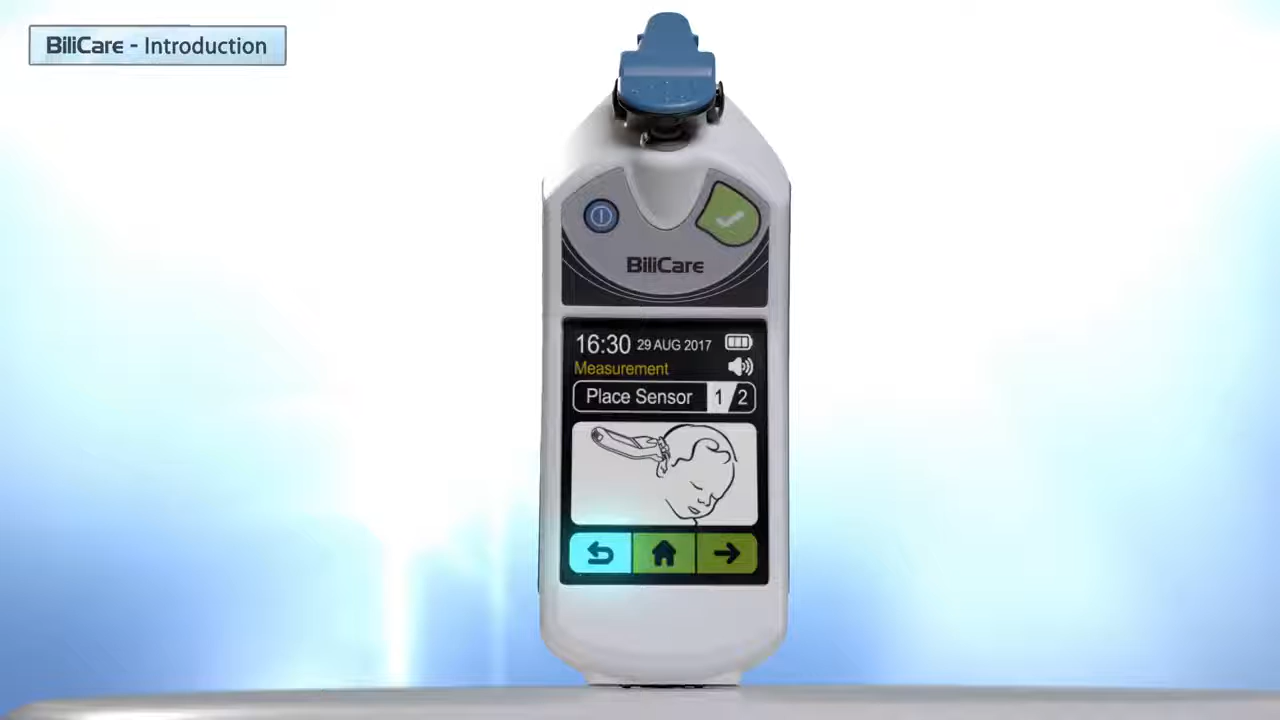 BiliCare - Introduction
BiliCare
16:30 29 AUG 2017
Measurement
Place Sensor 1 2